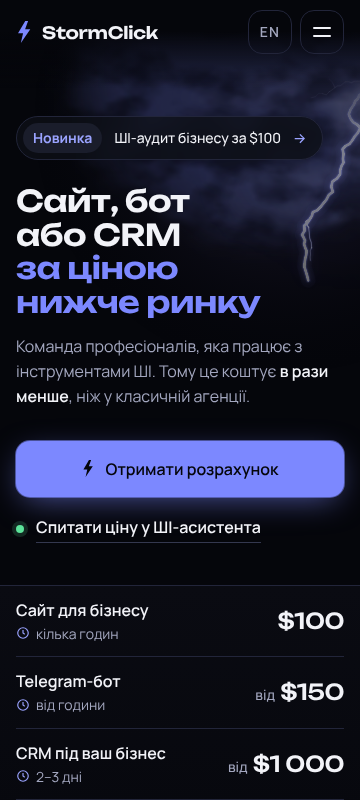 StormClick
EN
Новинка ШІ-аудит бізнесу за $100 →
Сайт, бот
або CRM
за ціною
нижче ринку
Команда професіоналів, яка працює з
інструментами ШІ. Тому це коштує в рази
менше, ніж у класичній агенції.
Отримати розрахунок
Спитати ціну у ШІ-асистента
Сайт для бізнесу
кілька годин
$100
Telegram-бот
від години
від $150
CRM під ваш бізнес
2–3 дні
від $1 000